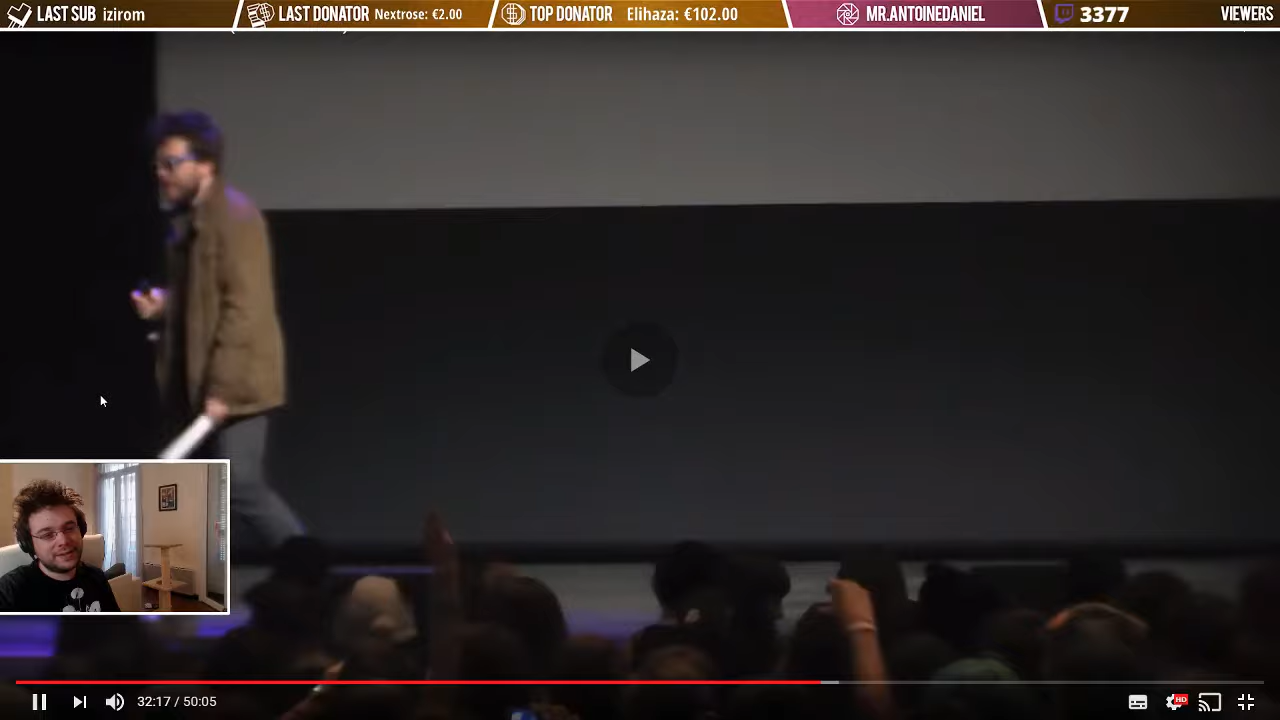 LAST SUB izirom
LAST DONATOR Nextrose: €2.00
TOP DONATOR Elihaza: €102.00
MR.ANTOINEDANIEL
3377
VIEWERS
32:17 / 50:05
HD